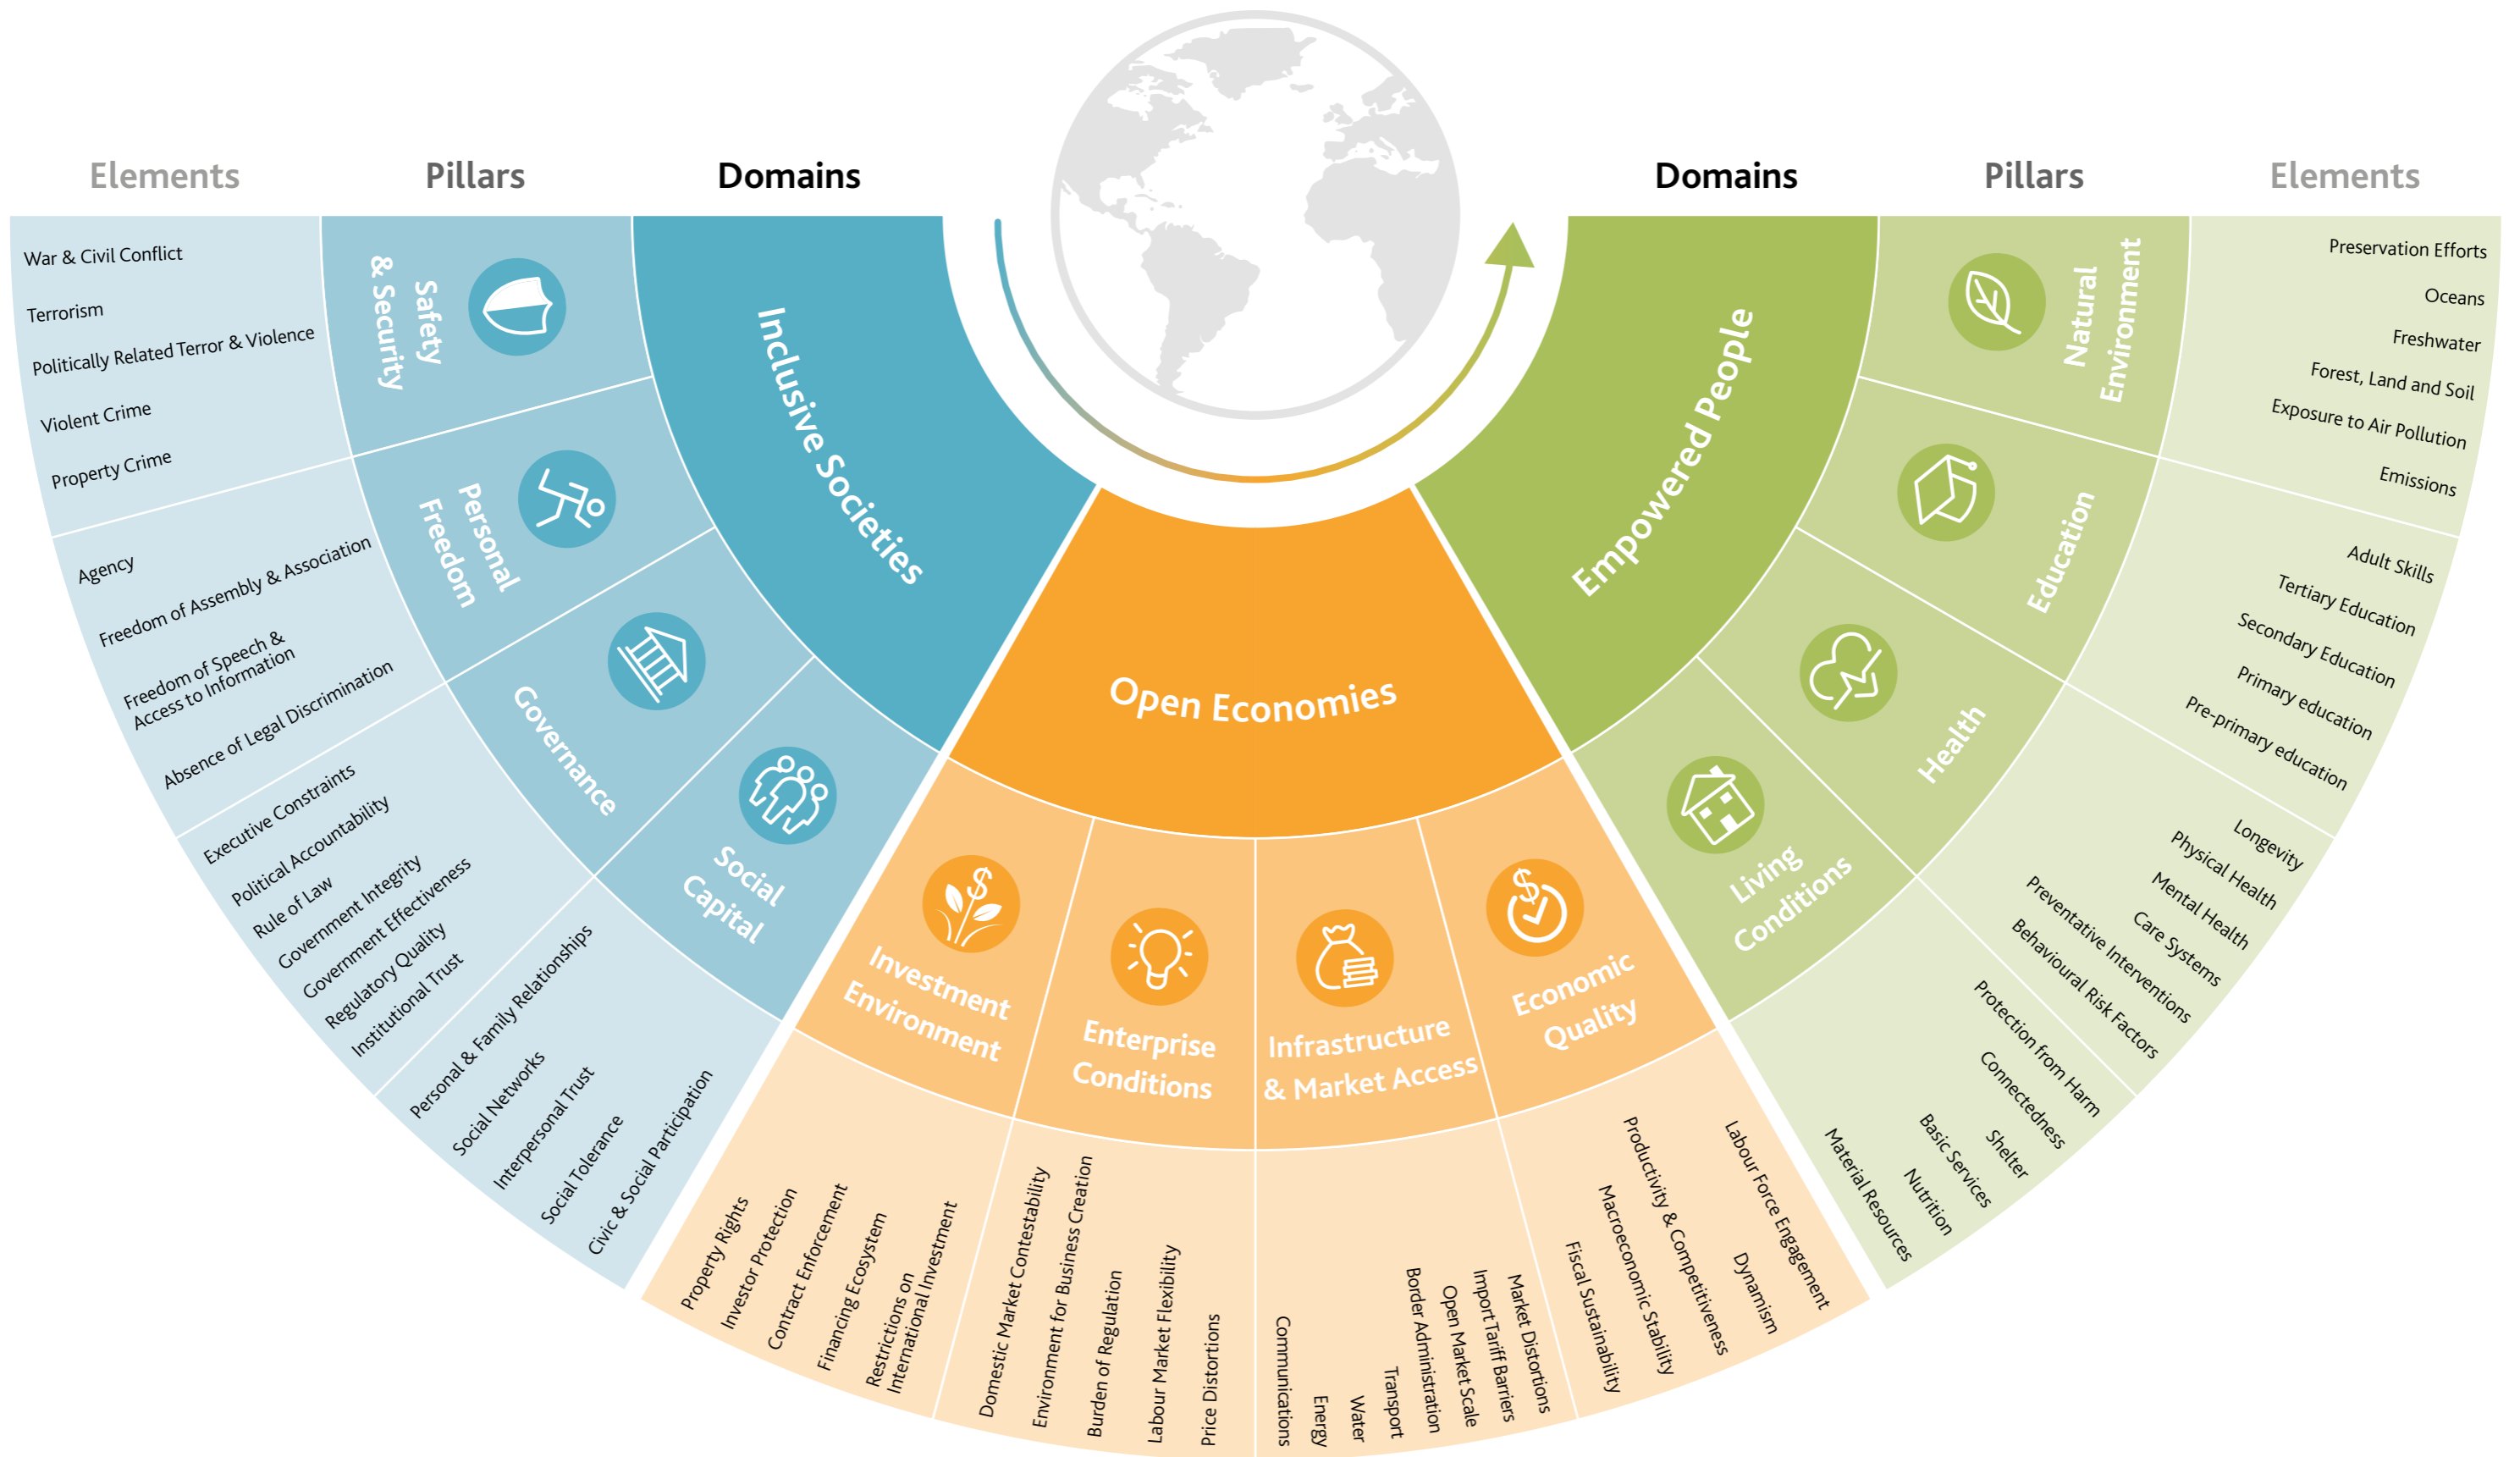 Elements
Pillars
Domains
Domains
Pillars
Elements
Inclusive Societies
Safety
& Security
War & Civil Conflict
Terrorism
Politically Related Terror & Violence
Violent Crime
Property Crime
Personal
Freedom
Agency
Freedom of Assembly & Association
Freedom of Speech &
Access to Information
Absence of Legal Discrimination
Governance
Executive Constraints
Political Accountability
Rule of Law
Government Integrity
Government Effectiveness
Regulatory Quality
Institutional Trust
Social
Capital
Personal & Family Relationships
Social Networks
Interpersonal Trust
Social Tolerance
Civic & Social Participation
Open Economies
Investment
Environment
Property Rights
Investor Protection
Contract Enforcement
Financing Ecosystem
Restrictions on
International Investment
Enterprise
Conditions
Domestic Market Contestability
Environment for Business Creation
Burden of Regulation
Labour Market Flexibility
Price Distortions
Infrastructure
& Market Access
Communications
Energy
Water
Transport
Border Administration
Open Market Scale
Import Tariff Barriers
Market Distortions
Economic
Quality
Fiscal Sustainability
Macroeconomic Stability
Productivity & Competitiveness
Dynamism
Labour Force Engagement
Empowered People
Living
Conditions
Material Resources
Nutrition
Basic Services
Shelter
Connectedness
Protection from Harm
Health
Behavioural Risk Factors
Preventative Interventions
Care Systems
Mental Health
Physical Health
Longevity
Education
Pre-primary education
Primary education
Secondary Education
Tertiary Education
Adult Skills
Natural
Environment
Emissions
Exposure to Air Pollution
Forest, Land and Soil
Freshwater
Oceans
Preservation Efforts
$
$